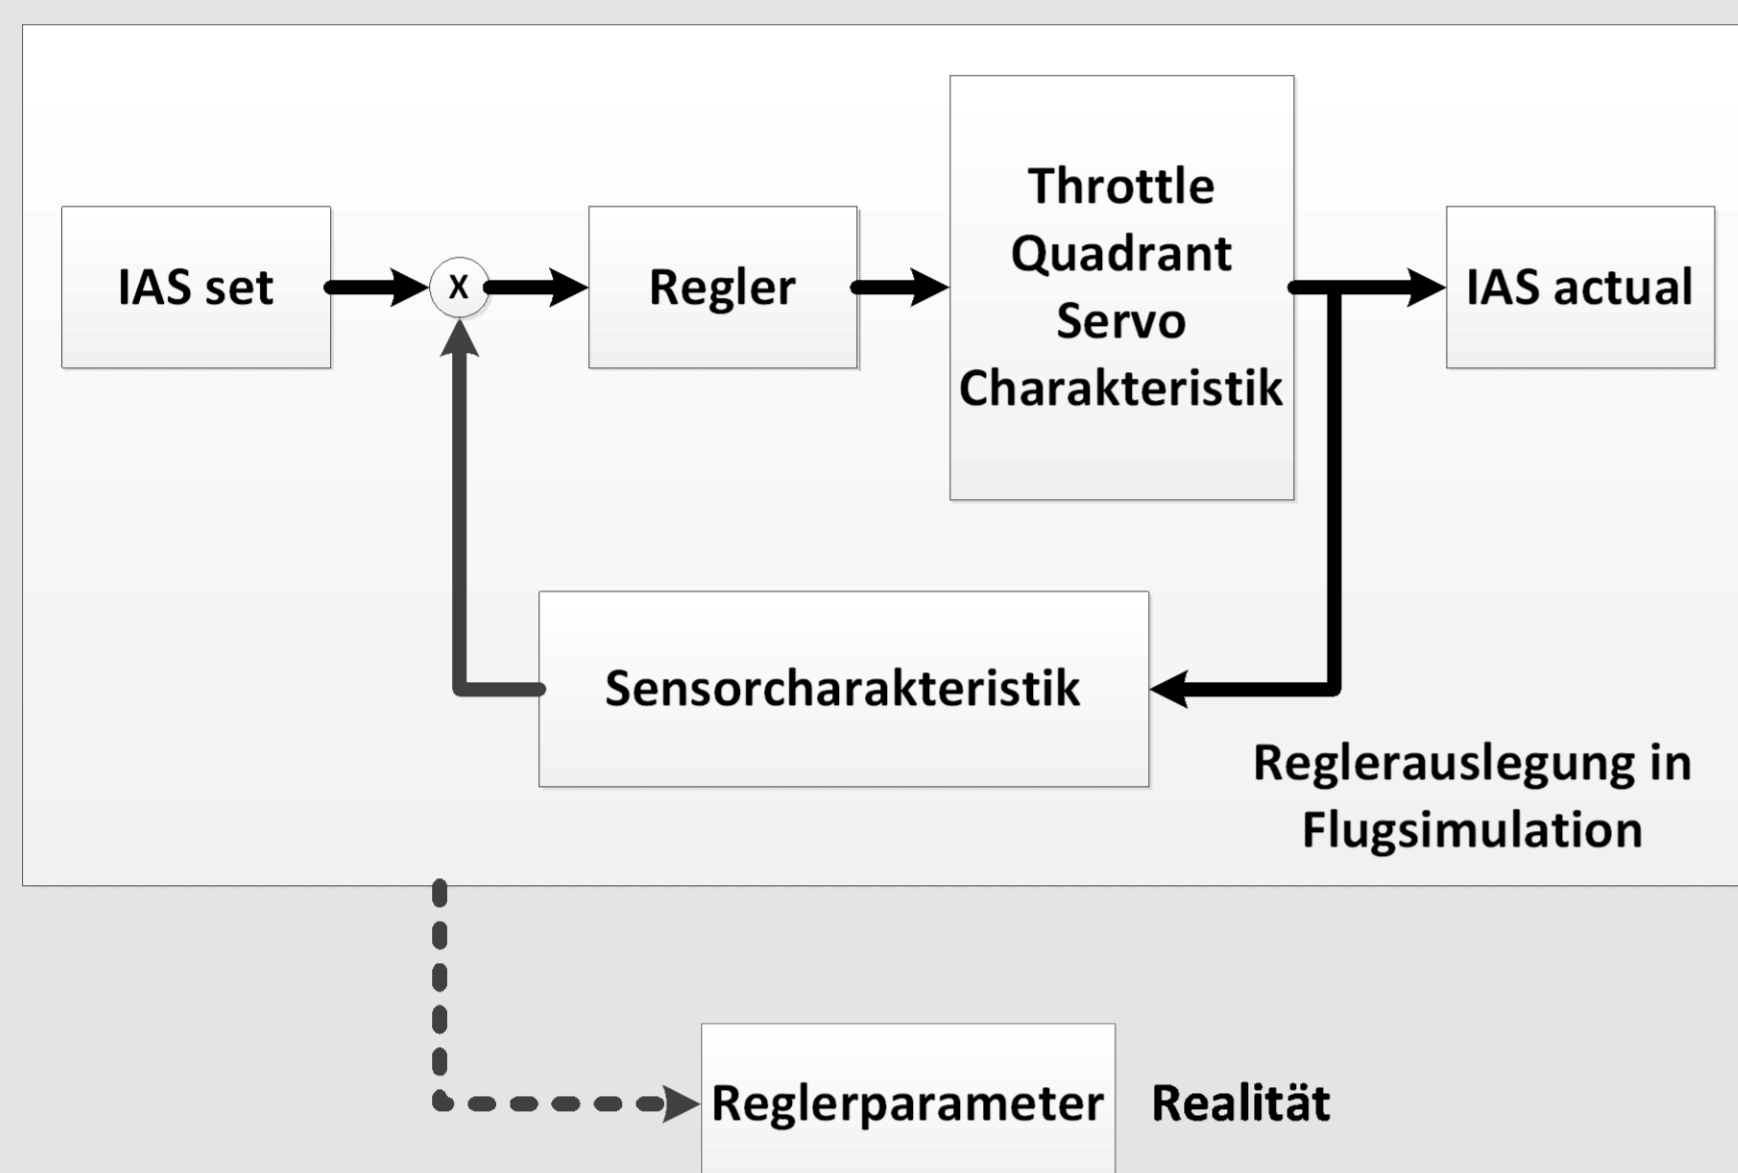 IAS set
X
Regler
Throttle
Quadrant
Servo
Charakteristik
IAS actual
Sensorcharakteristik
Reglerauslegung in
Flugsimulation
Reglerparameter
Realität